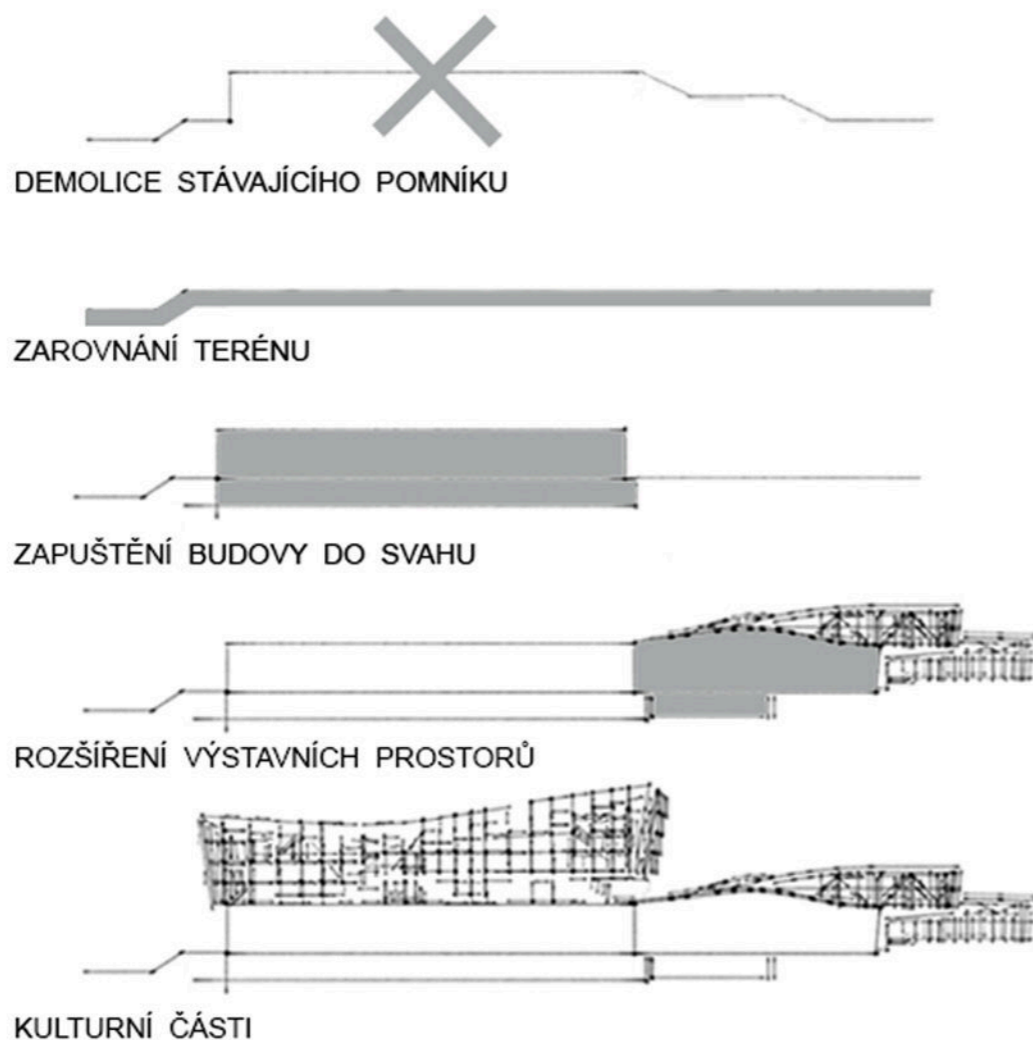 DEMOLICE STÁVAJÍCÍHO POMNÍKU
ZAROVNÁNÍ TERÉNU
ZAPUŠTĚNÍ BUDOVY DO SVAHU
ROZŠÍŘENÍ VÝSTAVNÍCH PROSTORŮ
KULTURNÍ ČÁSTI